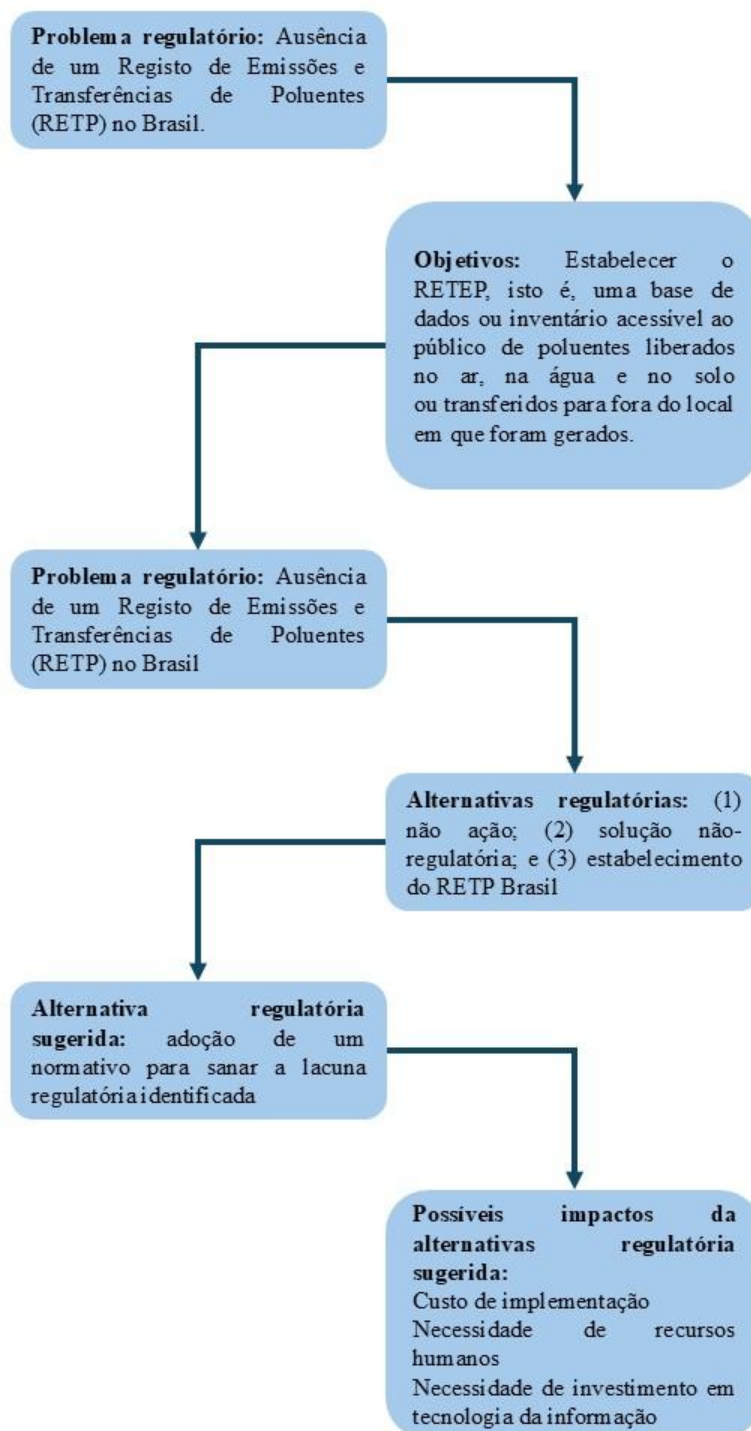 Problema regulatório: Ausência
de um Registo de Emissões e
Transferências de Poluentes
(RETP) no Brasil.
Objetivos: Estabelecer o
RETEP, isto é, uma base de
dados ou inventário acessível ao
público de poluentes liberados
no ar, na água e no solo
ou transferidos para fora do local
em que foram gerados.
Problema regulatório: Ausência
de um Registo de Emissões e
Transferências de Poluentes
(RETP) no Brasil
Alternativas regulatórias: (1)
não ação; (2) solução não-
regulatória; e (3) estabelecimento
do RETP Brasil
Alternativa regulatória
sugerida: adoção de um
normativo para sanar a lacuna
regulatória identificada
Possíveis impactos da
alternativas regulatória
sugerida:
Custo de implementação
Necessidade de recursos
humanos
Necessidade de investimento em
tecnologia da informação